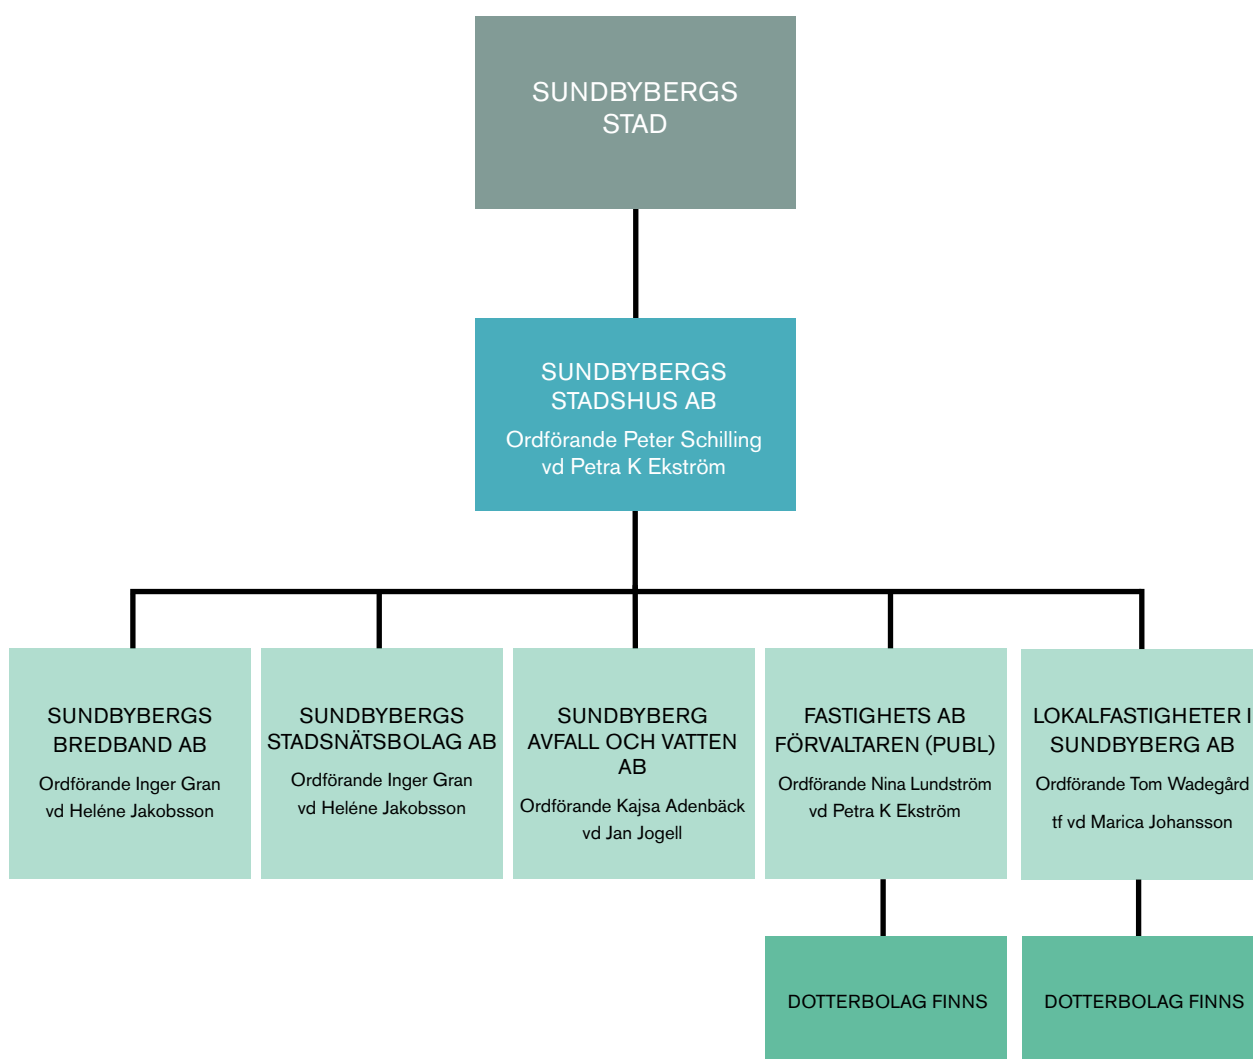 SUNDBYBERGS
STAD
SUNDBYBERGS
STADSHUS AB
Ordförande Peter Schilling
vd Petra K Ekström
SUNDBYBERGS
BREDBAND AB
Ordförande Inger Gran
vd Heléne Jakobsson
SUNDBYBERGS
STADSNÄTSBOLAG AB
Ordförande Inger Gran
vd Heléne Jakobsson
SUNDBYBERG
AVFALL OCH VATTEN
AB
Ordförande Kajsa Adenbäck
vd Jan Jogell
FASTIGHETS AB
FÖRVALTAREN (PUBL)
Ordförande Nina Lundström
vd Petra K Ekström
LOKALFASTIGHETER I
SUNDBYBERG AB
Ordförande Tom Wadegård
tf vd Marica Johansson
DOTTERBOLAG FINNS
DOTTERBOLAG FINNS